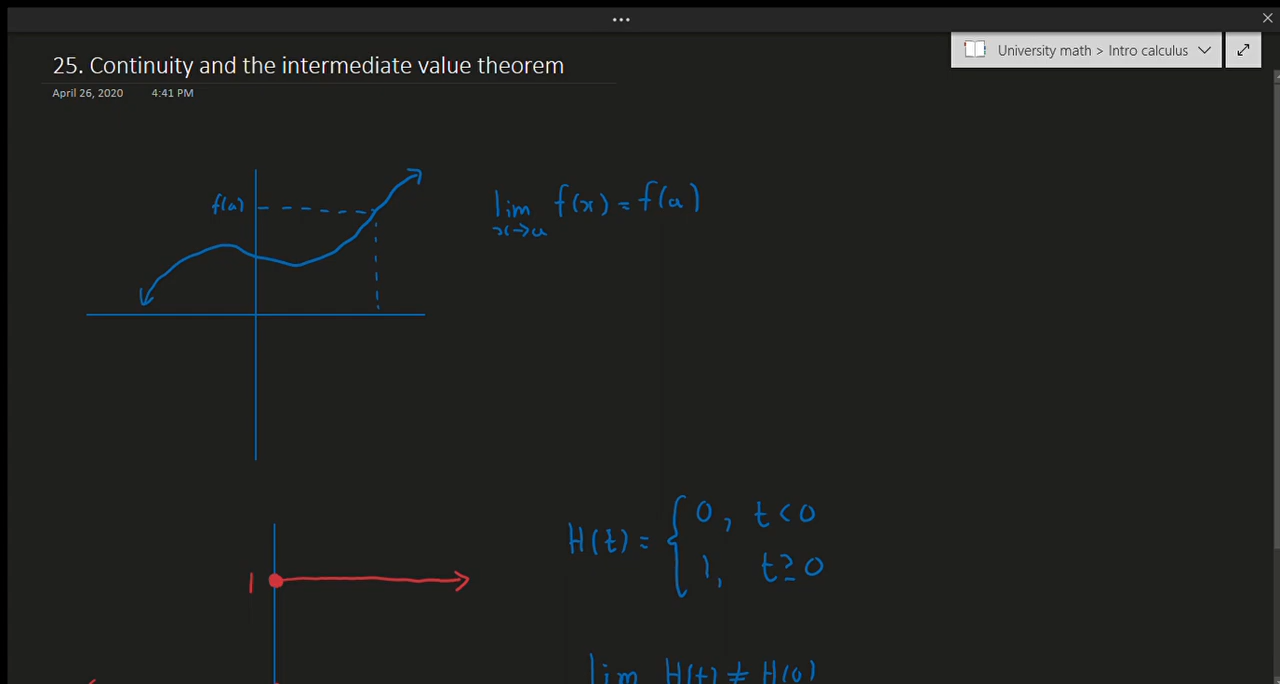 University math > Intro calculus
25. Continuity and the intermediate value theorem
April 26, 2020 4:41 PM
f(a)
lim f(x) = f(a)
x→a
H(t) = { 0, t < 0
1, t ≥ 0
1
lim H(t) ≠ H(0)